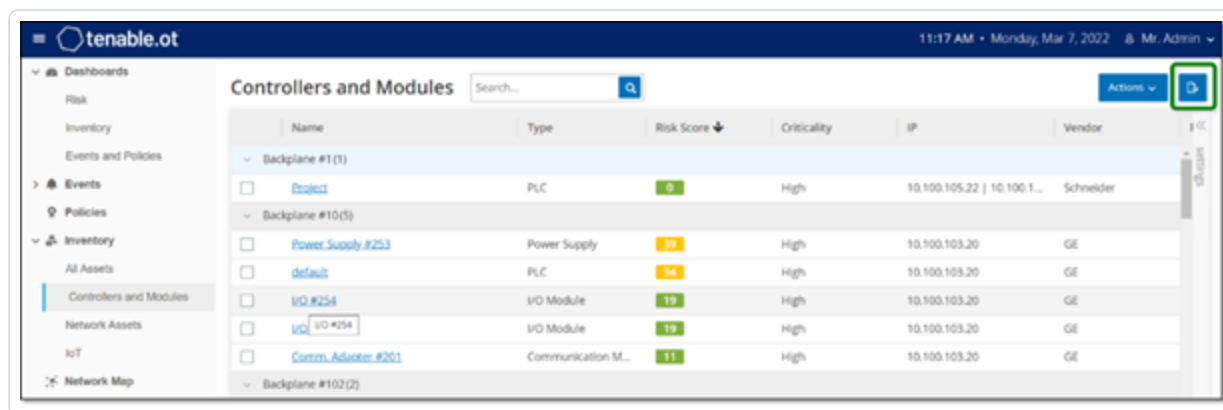 tenable.ot
11:17 AM • Monday, Mar 7, 2022 Mr. Admin
Dashboards
Risk
Inventory
Events and Policies
Events
Policies
Inventory
All Assets
Controllers and Modules
Network Assets
IoT
Network Map
Controllers and Modules Search... Actions
Name Type Risk Score Criticality IP Vendor
Backplane #1(1)
Project PLC 0 High 10.100.105.22 | 10.100.1... Schneider
Backplane #10(5)
Power Supply #253 Power Supply 39 High 10.100.103.20 GE
default PLC 34 High 10.100.103.20 GE
I/O #254 I/O Module 19 High 10.100.103.20 GE
I/O I/O Module 19 High 10.100.103.20 GE
I/O #254
Comm. Adapter #201 Communication M... 11 High 10.100.103.20 GE
Backplane #102(2)
settings